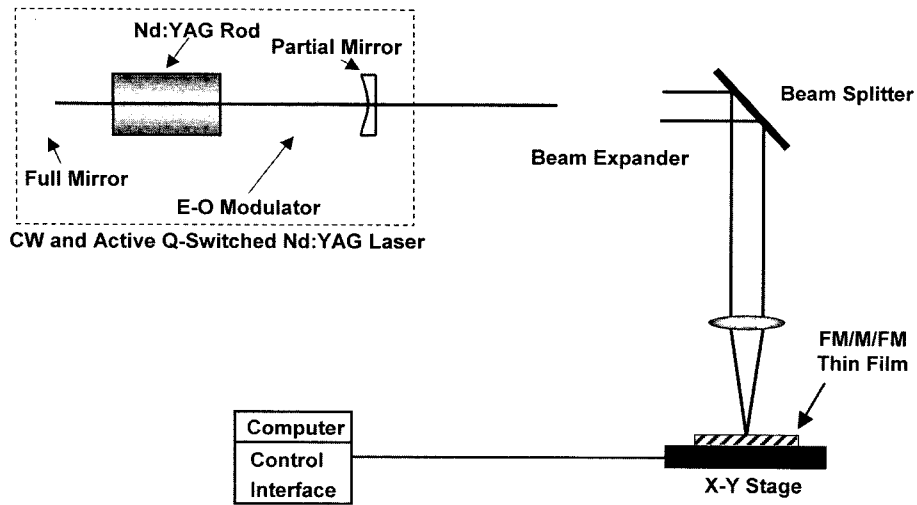 Nd:YAG Rod
Partial Mirror
Full Mirror
E-O Modulator
CW and Active Q-Switched Nd:YAG Laser
Beam Splitter
Beam Expander
FM/M/FM
Thin Film
Computer
Control
Interface
X-Y Stage